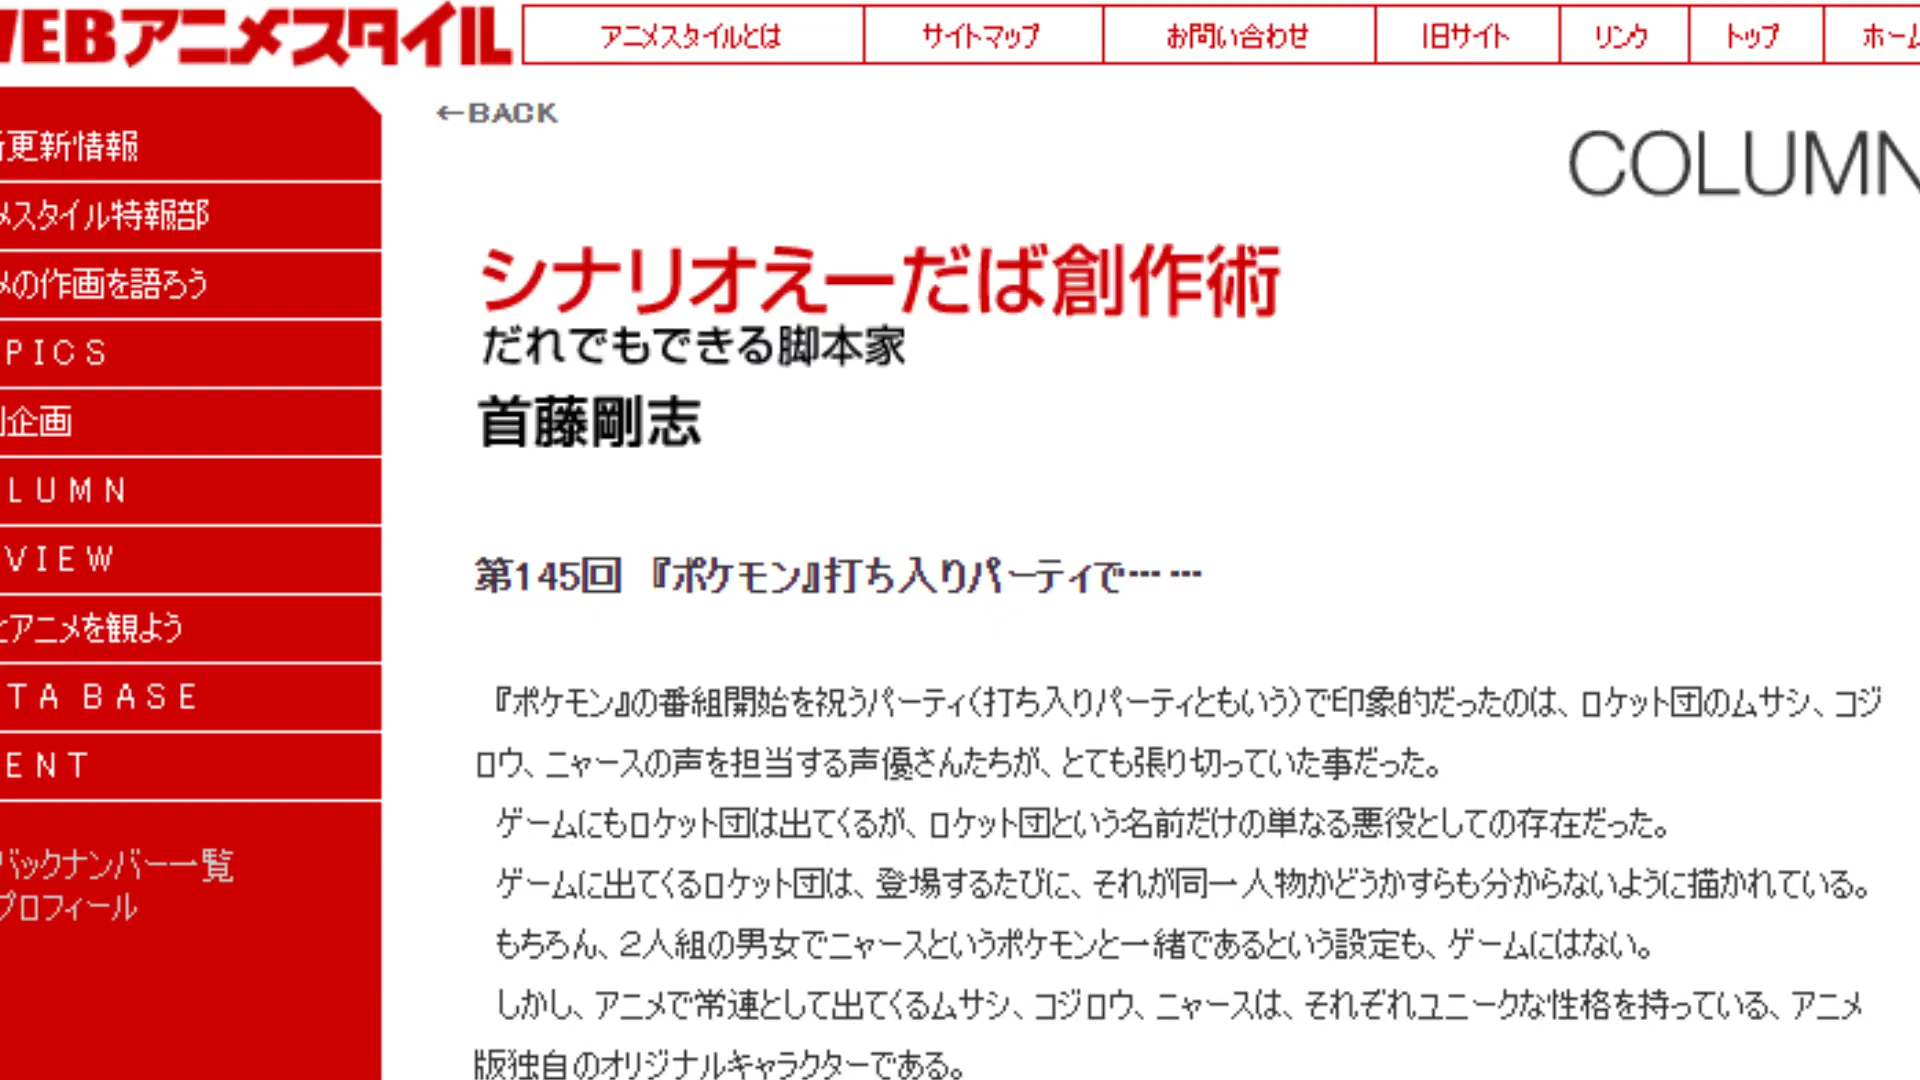 WEBアニメスタイル
アニメスタイルとは
サイトマップ
お問い合わせ
旧サイト
リンク
トップ
ホーム
更新情報
メスタイル特報部
メの作画を語ろう
PICS
企画
LUMN
VIEW
とアニメを観よう
TA BASE
ENT
バックナンバー一覧
プロフィール
←BACK
COLUMN
シナリオえーだば創作術
だれでもできる脚本家
首藤剛志
第145回 『ポケモン』打ち入りパーティで……
『ポケモン』の番組開始を祝うパーティ(打ち入りパーティともいう)で印象的だったのは、ロケット団のムサシ、コジ
ロウ、ニャースの声を担当する声優さんたちが、とても張り切っていた事だった。
ゲームにもロケット団は出てくるが、ロケット団という名前だけの単なる悪役としての存在だった。
ゲームに出てくるロケット団は、登場するたびに、それが同一人物かどうかすらも分からないように描かれている。
もちろん、2人組の男女でニャースというポケモンと一緒であるという設定も、ゲームにはない。
しかし、アニメで常連として出てくるムサシ、コジロウ、ニャースは、それぞれユニークな性格を持っている、アニメ
版独自のオリジナルキャラクターである。